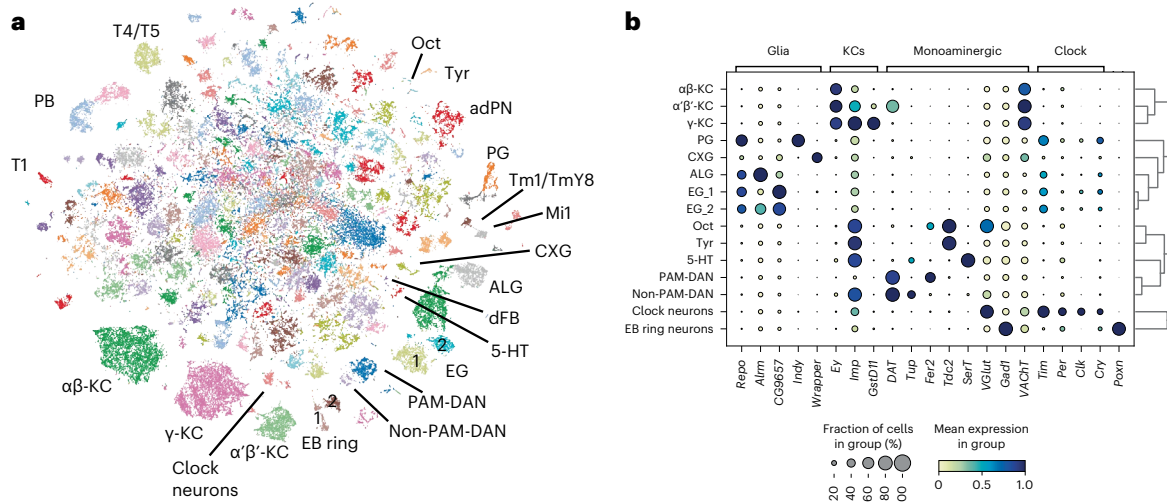 a
T4/T5
Oct
Tyr
PB
adPN
PG
T1
Tm1/TmY8
Mi1
CXG
ALG
dFB
5-HT
2
1
EG
αβ-KC
PAM-DAN
2
1
Non-PAM-DAN
γ-KC
α′β′-KC
EB ring
Clock
neurons
b
Glia
KCs
Monoaminergic
Clock
αβ-KC
α′β′-KC
γ-KC
PG
CXG
ALG
EG_1
EG_2
Oct
Tyr
5-HT
PAM-DAN
Non-PAM-DAN
Clock neurons
EB ring neurons
Repo
Alrm
CG9657
Indy
Wrapper
Ey
Imp
GstD11
DAT
Tup
Fer2
Tdc2
SerT
VGlut
Gad1
VAChT
Tim
Per
Clk
Cry
Poxn
Fraction of cells
in group (%)
20
40
60
80
00
Mean expression
in group
0
0.5
1.0